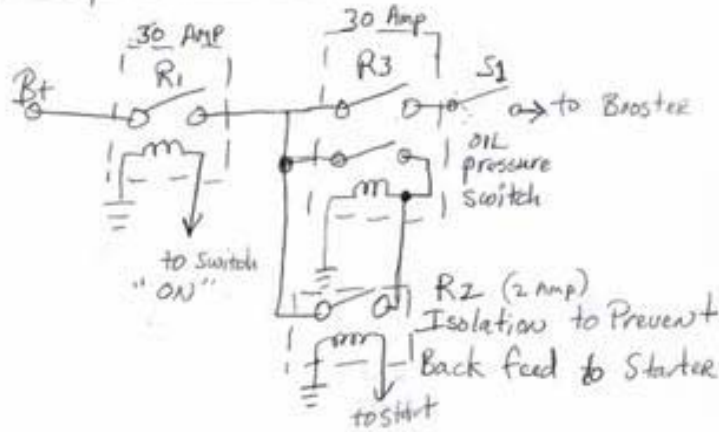 30 Amp
30 Amp
R1
R3
S1
B+
to Booster
OIL
pressure
switch
to Switch
"ON"
R2 (2 Amp)
Isolation to Prevent
Back feed to Starter
to Start